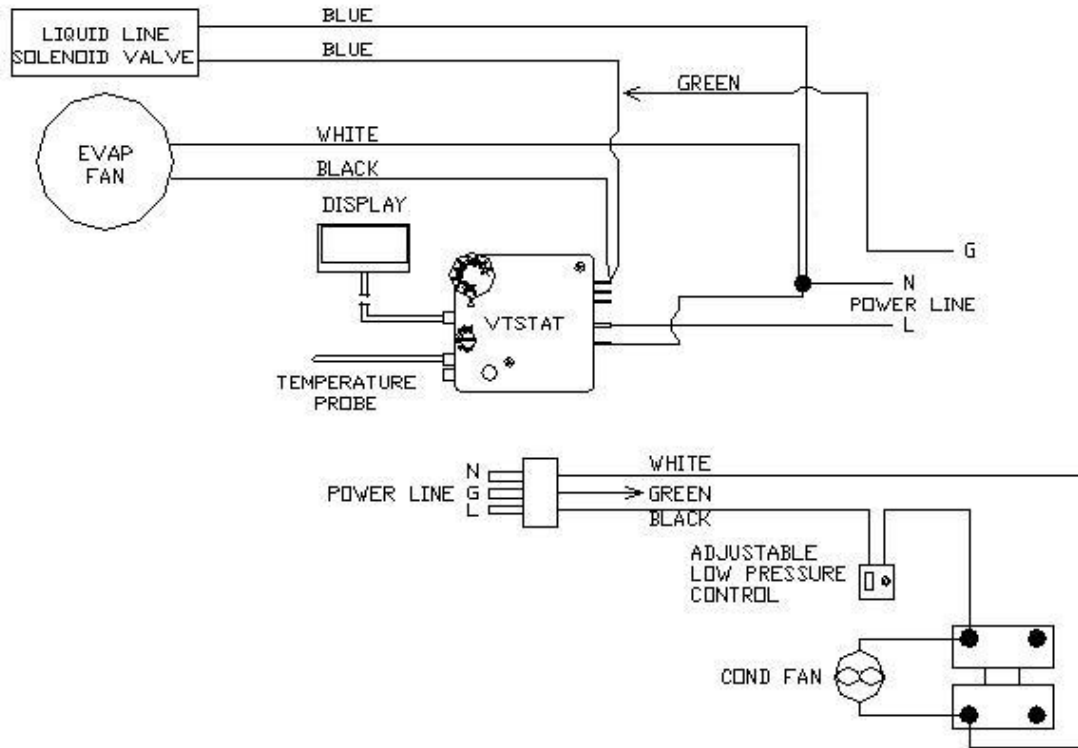 BLUE
LIQUID LINE
SOLENOID VALVE
BLUE
GREEN
WHITE
EVAP
FAN
BLACK
DISPLAY
G
N
POWER LINE
L
VTSTAT
TEMPERATURE
PROBE
WHITE
N
POWER LINE G
GREEN
L
BLACK
ADJUSTABLE
LOW PRESSURE
CONTROL
COND FAN